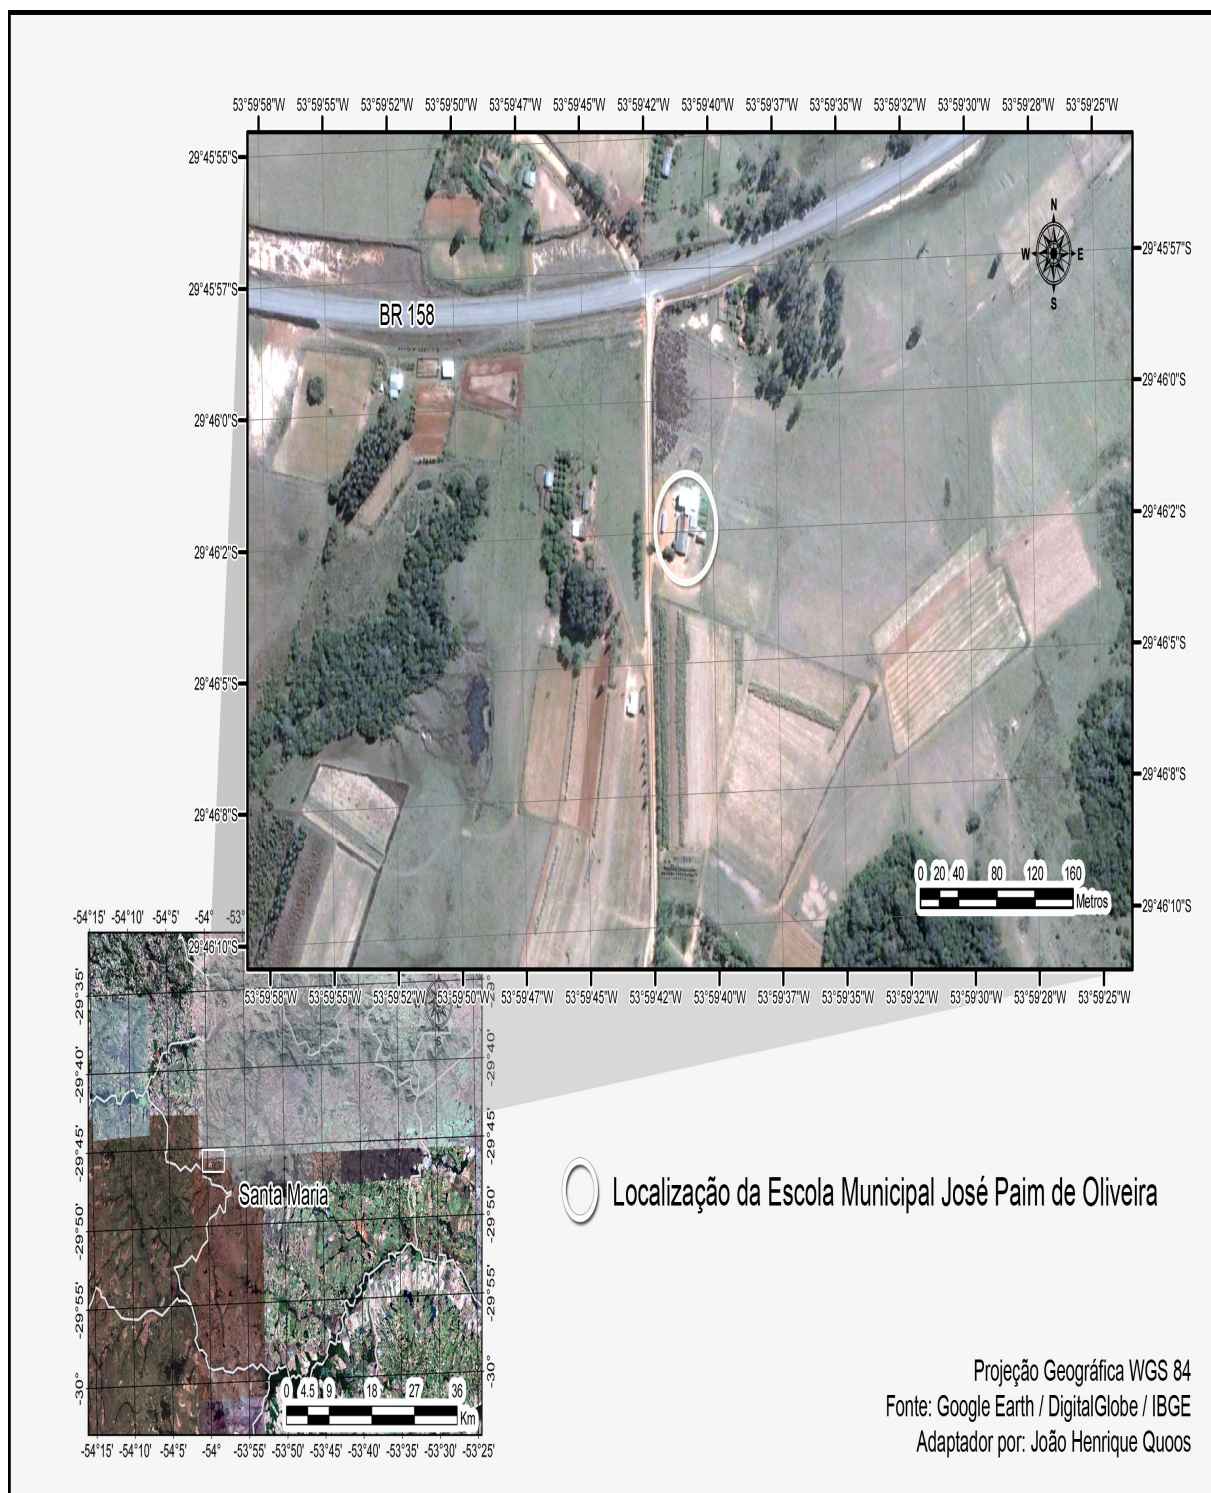 53°59'58"W 53°59'55"W 53°59'52"W 53°59'50"W 53°59'47"W 53°59'45"W 53°59'42"W 53°59'40"W 53°59'37"W 53°59'35"W 53°59'32"W 53°59'30"W 53°59'28"W 53°59'25"W
29°45'55"S
N
29°45'57"S
W E
29°45'57"S
S
BR 158
29°46'0"S
29°46'0"S
29°46'2"S
29°46'2"S
29°46'5"S
29°46'5"S
29°46'8"S
29°46'8"S
0 20 40 80 120 160
Metros
29°46'10"S
29°46'10"S
53°59'58"W 53°59'55"W 53°59'52"W 53°59'50"W 53°59'47"W 53°59'45"W 53°59'42"W 53°59'40"W 53°59'37"W 53°59'35"W 53°59'32"W 53°59'30"W 53°59'28"W 53°59'25"W
-54°15' -54°10' -54°5' -54°
-29°35'
-29°40'
-29°45'
-29°50'
-29°55'
-30°
-29°40'
-29°45'
-29°50'
-29°55'
-30°
Santa Maria
0 4.5 9 18 27 36
Km
-54°15' -54°10' -54°5' -54° -53°55' -53°45' -53°40' -53°35' -53°30' -53°25'
Localização da Escola Municipal José Paim de Oliveira
Projeção Geográfica WGS 84
Fonte: Google Earth / DigitalGlobe / IBGE
Adaptador por: João Henrique Quoos